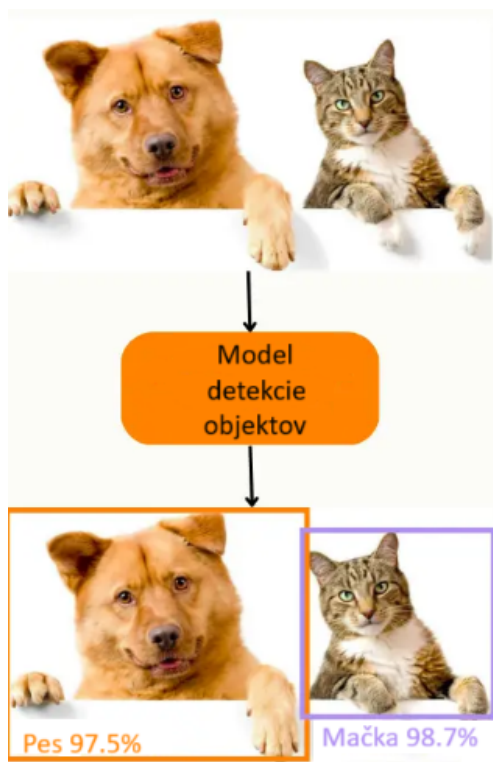 Model
detekcie
objektov
Pes 97.5%
Mačka 98.7%